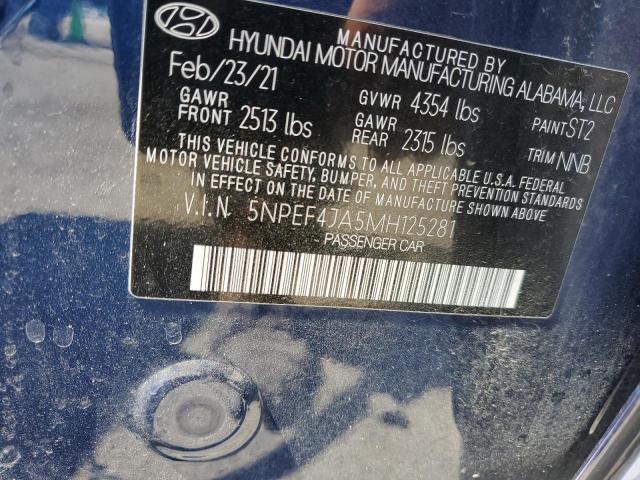 MANUFACTURED BY
HYUNDAI MOTOR MANUFACTURING ALABAMA, LLC
Feb/23/21
GVWR 4354 lbs
PAINT ST2
GAWR
FRONT 2513 lbs
GAWR
REAR 2315 lbs
TRIM NNB
THIS VEHICLE CONFORMS TO ALL APPLICABLE U.S.A. FEDERAL
MOTOR VEHICLE SAFETY, BUMPER, AND THEFT PREVENTION STANDARDS
IN EFFECT ON THE DATE OF MANUFACTURE SHOWN ABOVE.
V.I.N. 5NPEF4JA5MH125281
PASSENGER CAR